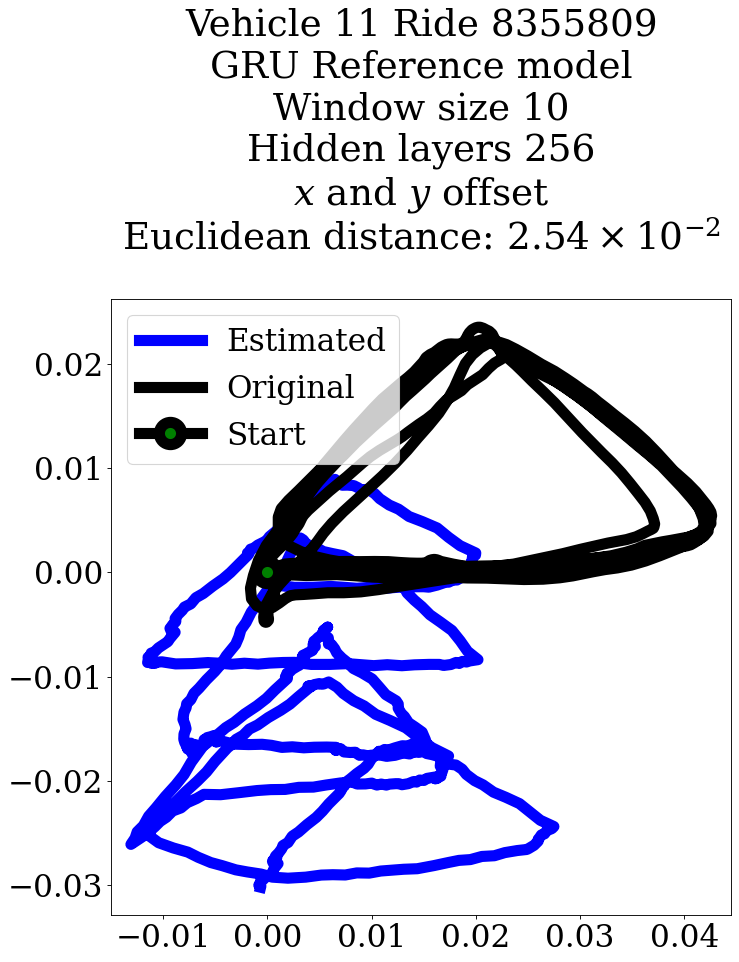 Vehicle 11 Ride 8355809
GRU Reference model
Window size 10
Hidden layers 256
x and y offset
Euclidean distance: 2.54 × 10⁻²
Estimated
Original
Start
0.02
0.01
0.00
−0.01
−0.02
−0.03
−0.01 0.00 0.01 0.02 0.03 0.04